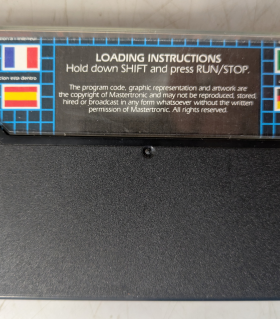 LOADING INSTRUCTIONS
Hold down SHIFT and press RUN/STOP.
The program code, graphic representation and artwork are
the copyright of Mastertronic and may not be reproduced, stored,
hired or broadcast in any form whatsoever without the written
permission of Mastertronic. All rights reserved.